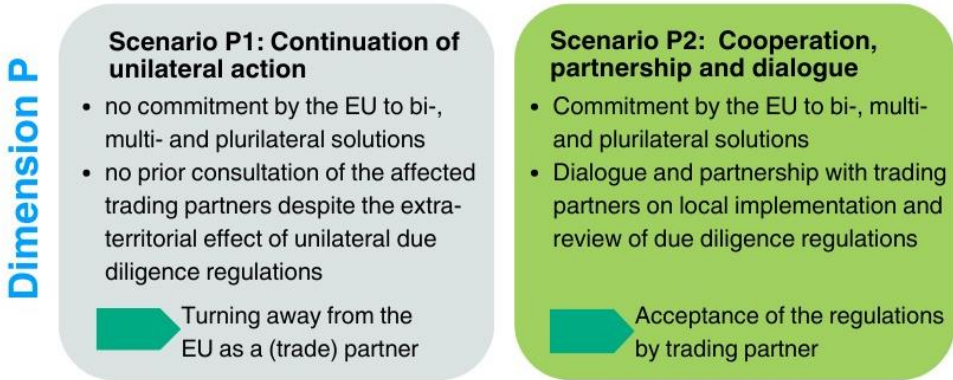 Dimension P
Scenario P1: Continuation of
unilateral action
• no commitment by the EU to bi-,
multi- and plurilateral solutions
• no prior consultation of the affected
trading partners despite the extra-
territorial effect of unilateral due
diligence regulations
Turning away from the
EU as a (trade) partner
Scenario P2: Cooperation,
partnership and dialogue
• Commitment by the EU to bi-, multi-
and plurilateral solutions
• Dialogue and partnership with trading
partners on local implementation and
review of due diligence regulations
Acceptance of the regulations
by trading partner